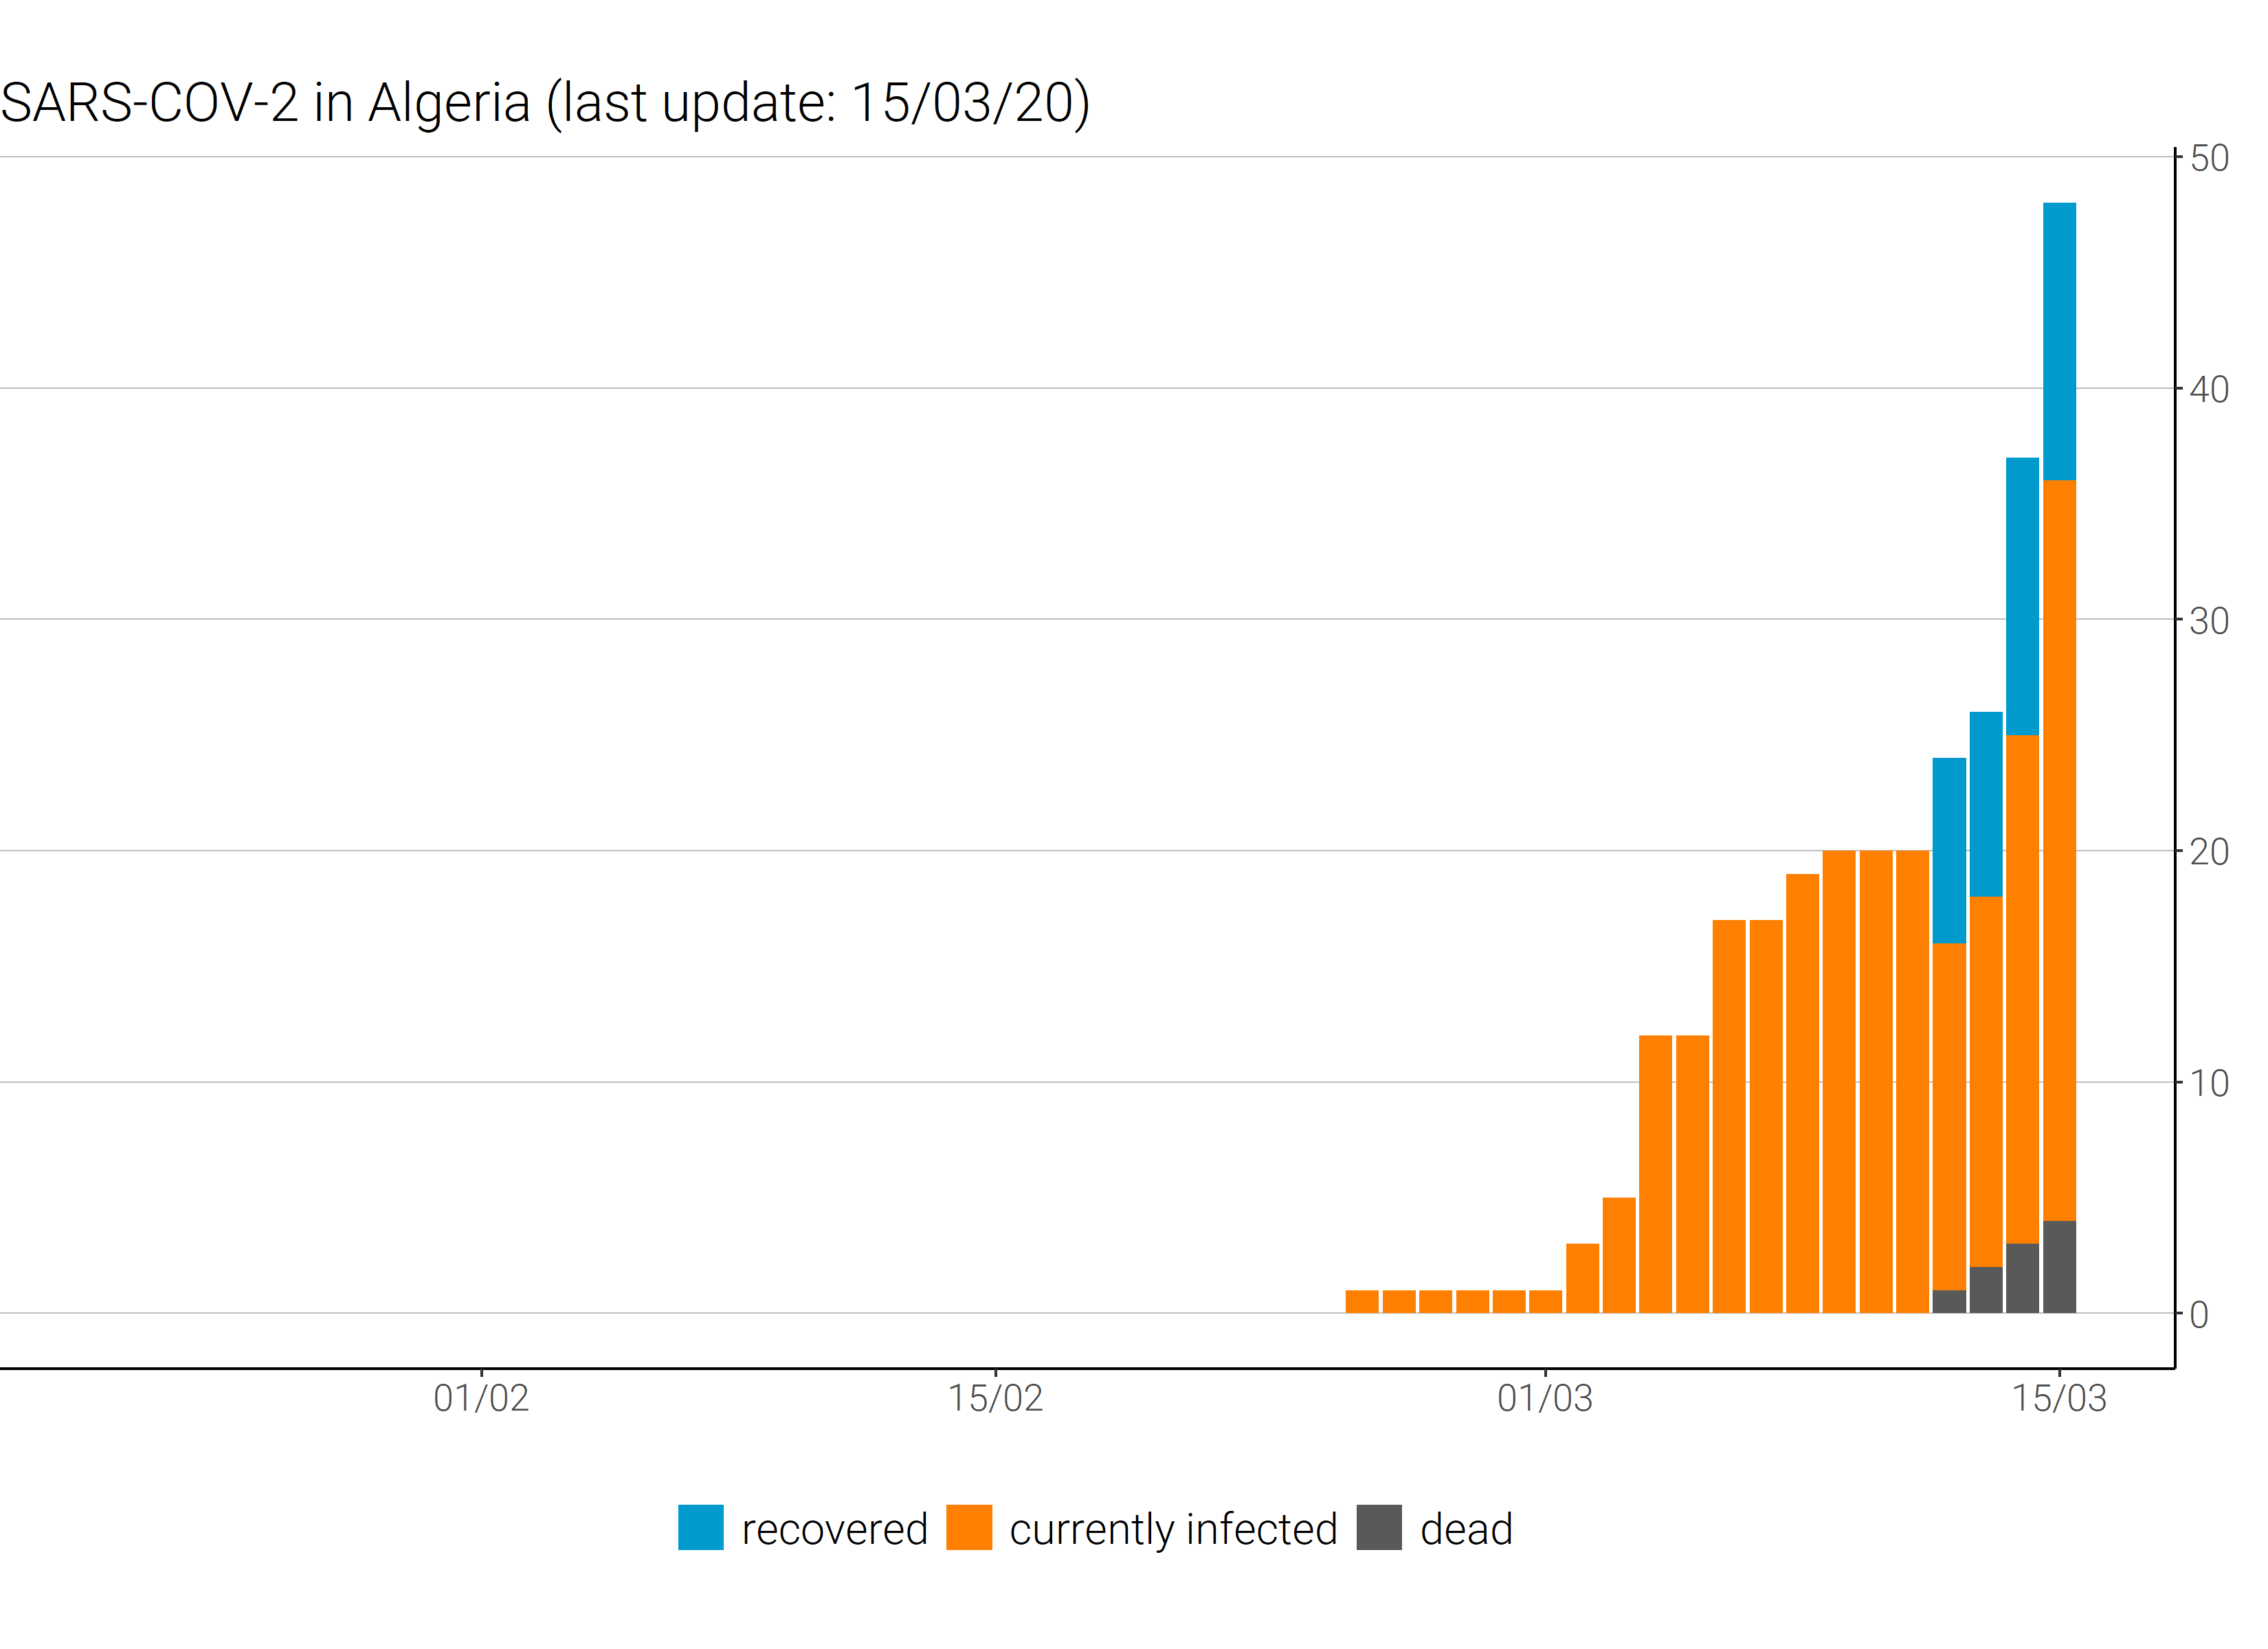 SARS-COV-2 in Algeria (last update: 15/03/20)
50
40
30
20
10
0
01/02 15/02 01/03 15/03
recovered currently infected dead